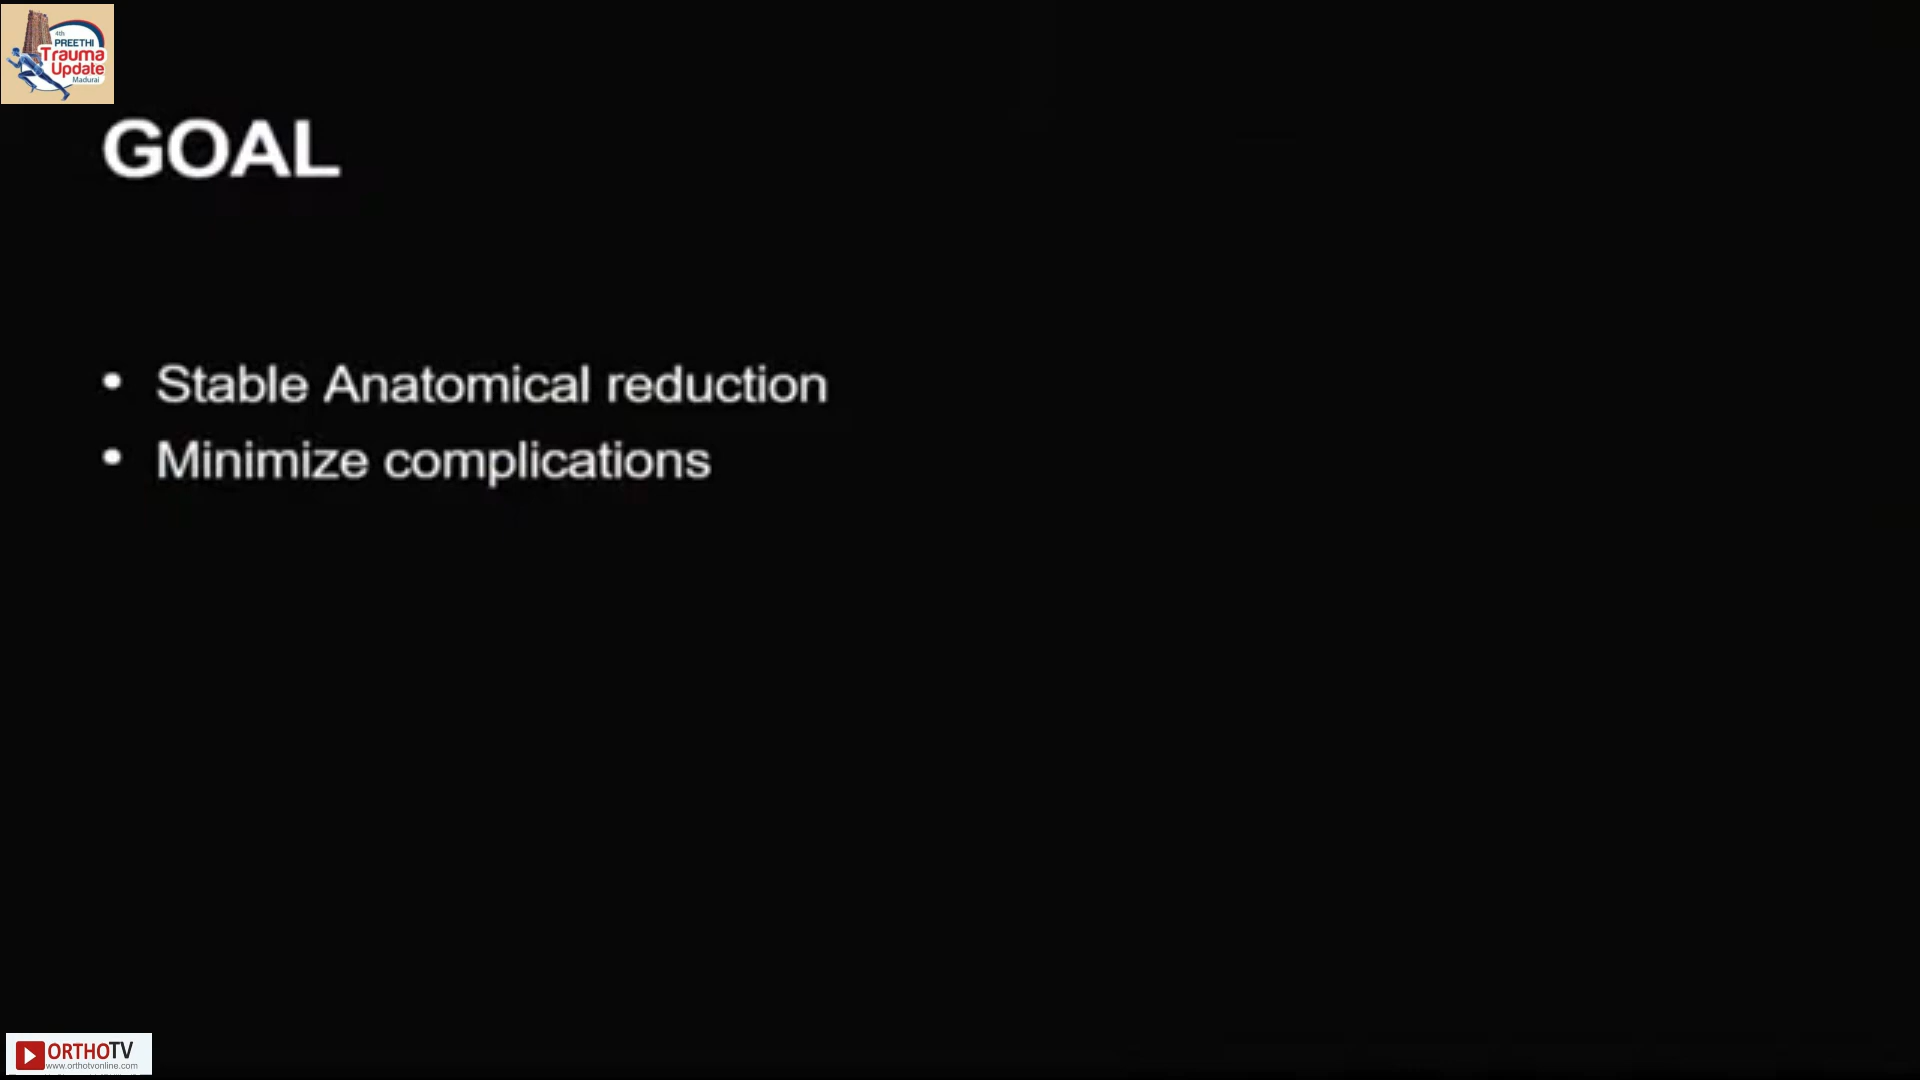 4th
PREETHI
Trauma
Update
Madurai
GOAL
• Stable Anatomical reduction
• Minimize complications
ORTHOTV
www.orthotvonline.com